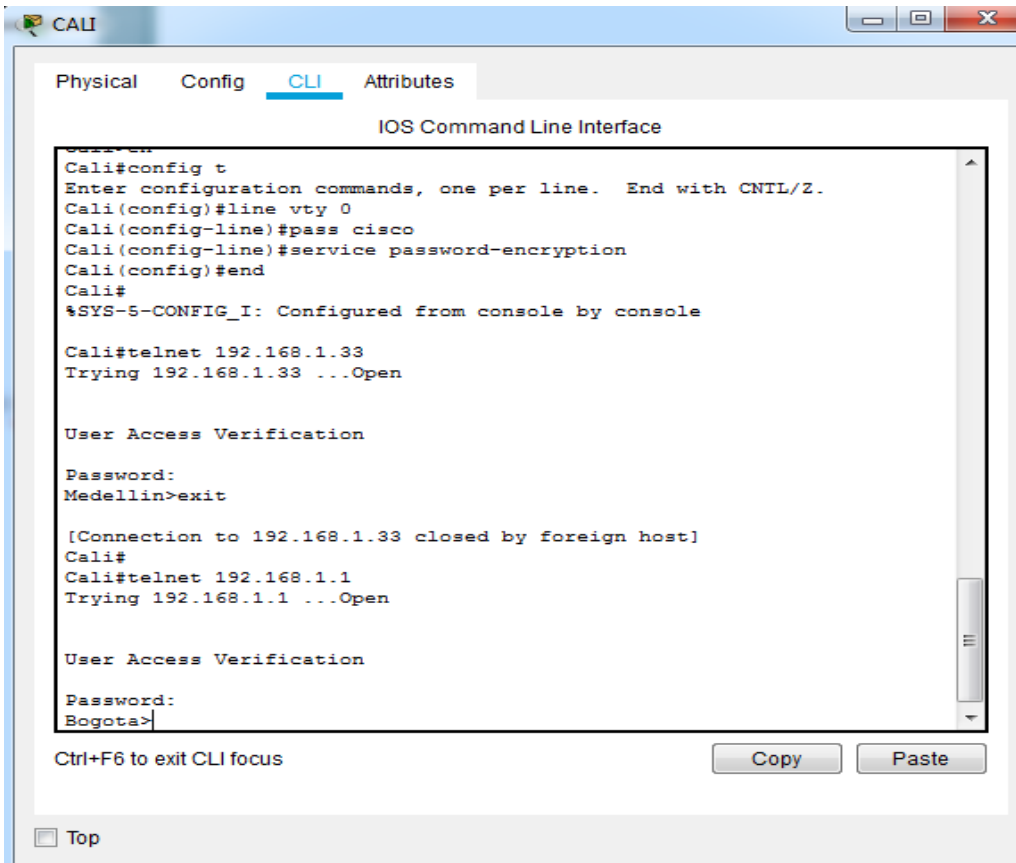 CALI
Physical Config CLI Attributes
IOS Command Line Interface
Cali#config t
Enter configuration commands, one per line.  End with CNTL/Z.
Cali(config)#line vty 0
Cali(config-line)#pass cisco
Cali(config-line)#service password-encryption
Cali(config)#end
Cali#
%SYS-5-CONFIG_I: Configured from console by console
Cali#telnet 192.168.1.33
Trying 192.168.1.33 ...Open
User Access Verification
Password:
Medellin>exit
[Connection to 192.168.1.33 closed by foreign host]
Cali#
Cali#telnet 192.168.1.1
Trying 192.168.1.1 ...Open
User Access Verification
Password:
Bogota>
Ctrl+F6 to exit CLI focus
Copy Paste
Top